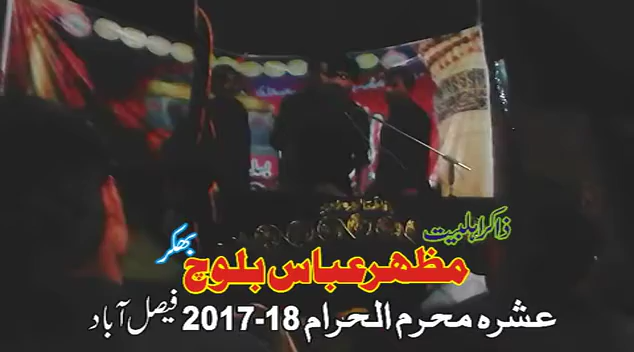 ذاکر اہلبیت
مظہر عباس بلوچ بھکر
عشرہ محرم الحرام 18-2017 فیصل آباد